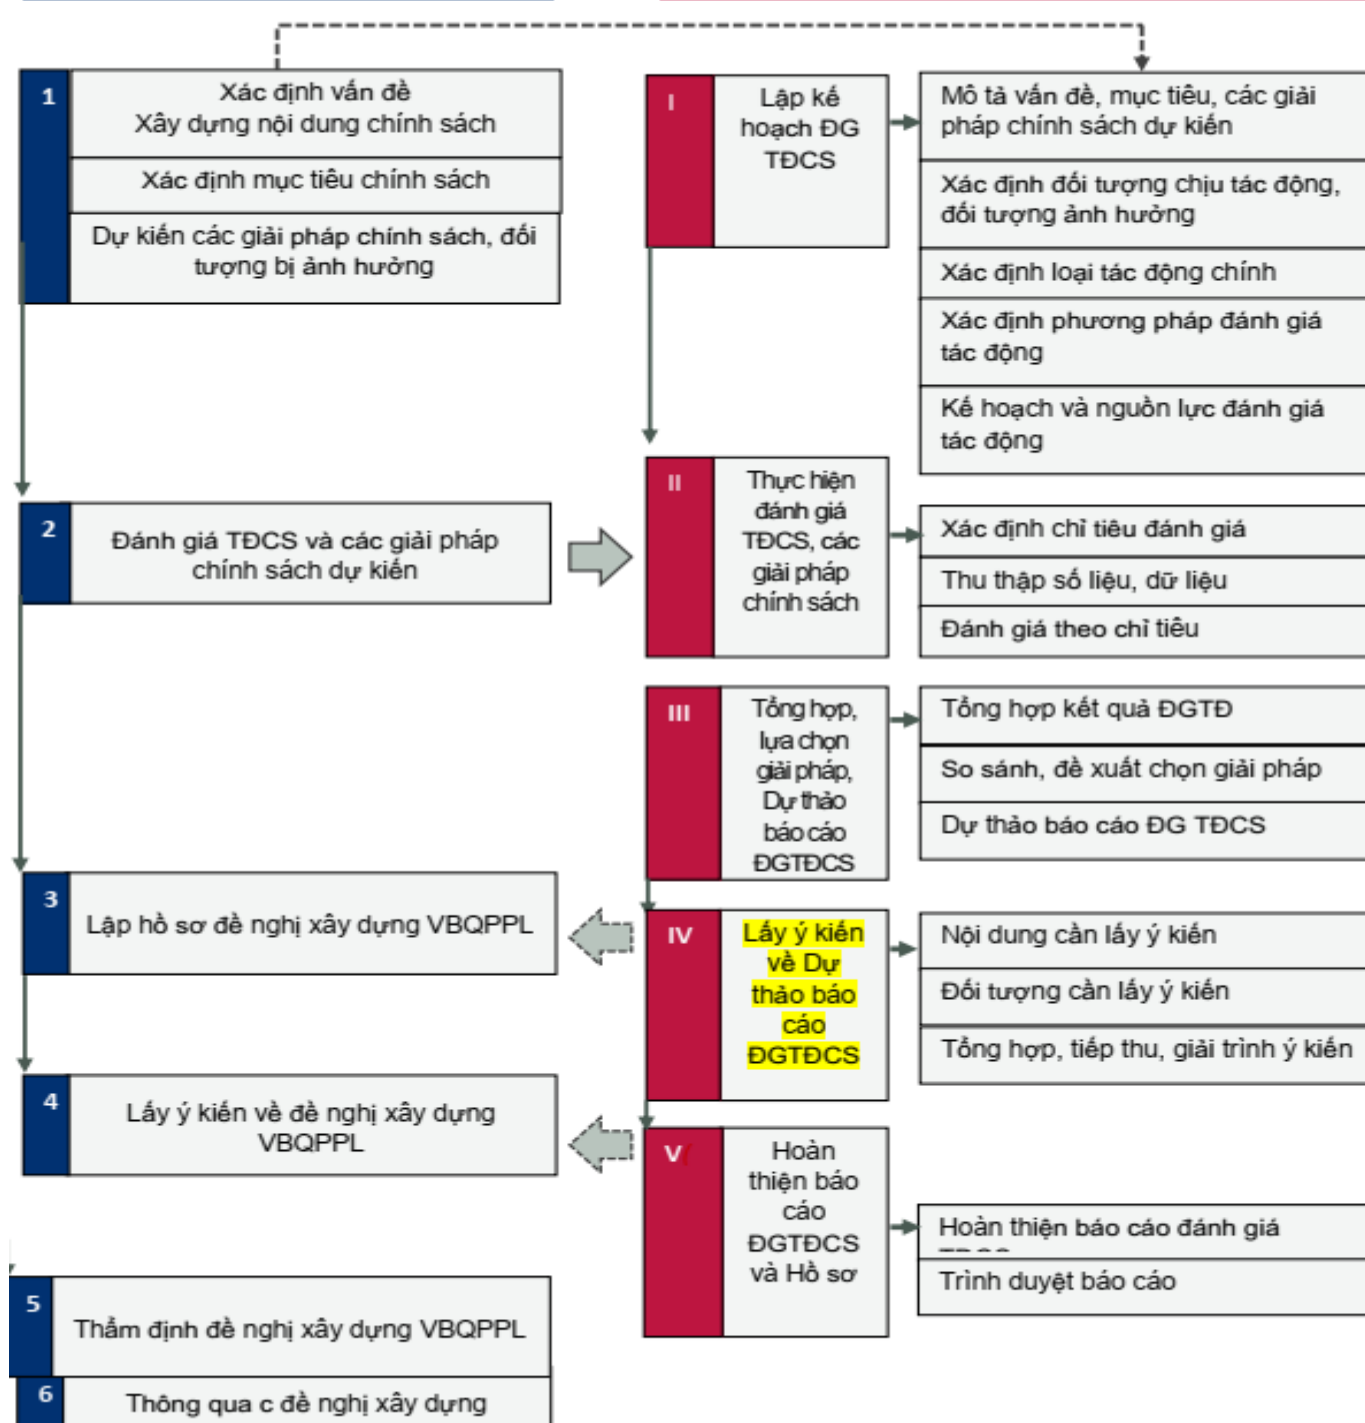 1
Xác định vấn đề
Xây dựng nội dung chính sách
Xác định mục tiêu chính sách
Dự kiến các giải pháp chính sách, đối
tượng bị ảnh hưởng
2
Đánh giá TĐCS và các giải pháp
chính sách dự kiến
3
Lập hồ sơ đề nghị xây dựng VBQPPL
4
Lấy ý kiến về đề nghị xây dựng
VBQPPL
5
Thẩm định đề nghị xây dựng VBQPPL
6
Thông qua c đề nghị xây dựng
I
Lập kế
hoạch ĐG
TĐCS
Mô tả vấn đề, mục tiêu, các giải
pháp chính sách dự kiến
Xác định đối tượng chịu tác động,
đối tượng ảnh hưởng
Xác định loại tác động chính
Xác định phương pháp đánh giá
tác động
Kế hoạch và nguồn lực đánh giá
tác động
II
Thực hiện
đánh giá
TĐCS, các
giải pháp
chính sách
Xác định chỉ tiêu đánh giá
Thu thập số liệu, dữ liệu
Đánh giá theo chỉ tiêu
III
Tổng hợp,
lựa chọn
giải pháp,
Dự thảo
báo cáo
ĐGTĐCS
Tổng hợp kết quả ĐGTĐ
So sánh, đề xuất chọn giải pháp
Dự thảo báo cáo ĐG TĐCS
IV
Lấy ý kiến
về Dự
thảo báo
cáo
ĐGTĐCS
Nội dung cần lấy ý kiến
Đối tượng cần lấy ý kiến
Tổng hợp, tiếp thu, giải trình ý kiến
V(
Hoàn
thiện báo
cáo
ĐGTĐCS
và Hồ sơ
Hoàn thiện báo cáo đánh giá
Trình duyệt báo cáo